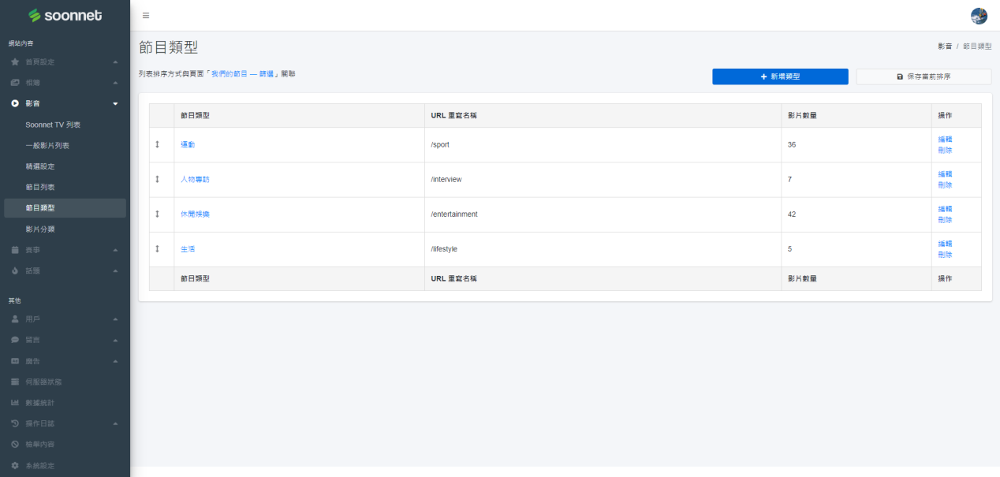 soonnet
網站內容
首頁設定
相簿
影音
Soonnet TV 列表
一般影片列表
精選設定
節目列表
節目類型
影片分類
賽事
話題
其他
用戶
留言
廣告
伺服器狀態
數據統計
操作日誌
檢舉內容
系統設定
節目類型
影音 / 節目類型
列表排序方式與頁面「我們的節目 — 篩選」關聯
新增類型
保存當前排序
節目類型 URL 重寫名稱 影片數量 操作
運動 /sport 36 編輯
刪除
人物專訪 /interview 7 編輯
刪除
休閒娛樂 /entertainment 42 編輯
刪除
生活 /lifestyle 5 編輯
刪除
節目類型 URL 重寫名稱 影片數量 操作